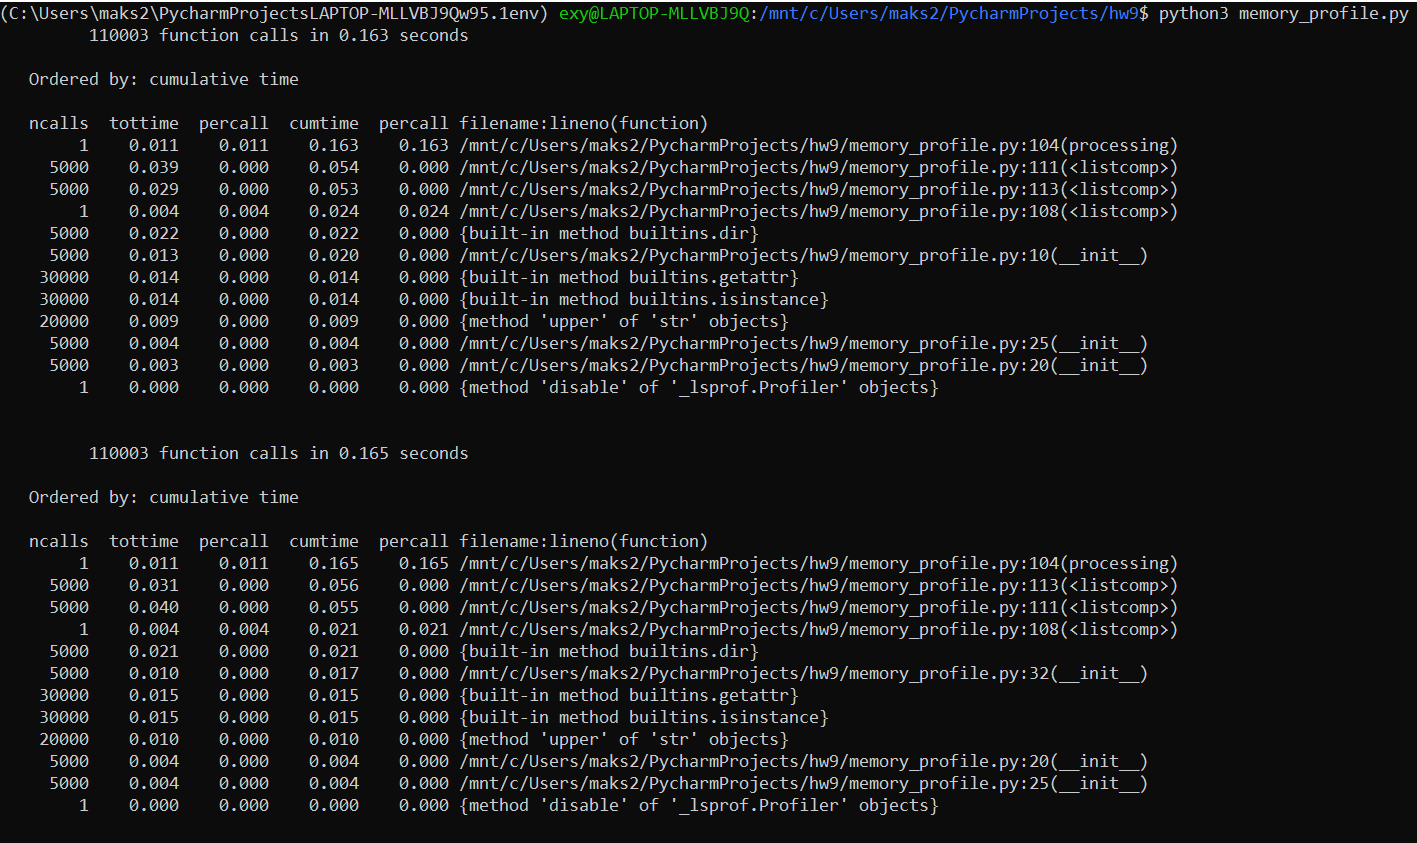 (C:\Users\maks2\PycharmProjectsLAPTOP-MLLVBJ9Qw95.1env) exy@LAPTOP-MLLVBJ9Q:/mnt/c/Users/maks2/PycharmProjects/hw9$ python3 memory_profile.py
         110003 function calls in 0.163 seconds

   Ordered by: cumulative time

   ncalls  tottime  percall  cumtime  percall filename:lineno(function)
        1    0.011    0.011    0.163    0.163 /mnt/c/Users/maks2/PycharmProjects/hw9/memory_profile.py:104(processing)
     5000    0.039    0.000    0.054    0.000 /mnt/c/Users/maks2/PycharmProjects/hw9/memory_profile.py:111(<listcomp>)
     5000    0.029    0.000    0.053    0.000 /mnt/c/Users/maks2/PycharmProjects/hw9/memory_profile.py:113(<listcomp>)
        1    0.004    0.004    0.024    0.024 /mnt/c/Users/maks2/PycharmProjects/hw9/memory_profile.py:108(<listcomp>)
     5000    0.022    0.000    0.022    0.000 {built-in method builtins.dir}
     5000    0.013    0.000    0.020    0.000 /mnt/c/Users/maks2/PycharmProjects/hw9/memory_profile.py:10(__init__)
    30000    0.014    0.000    0.014    0.000 {built-in method builtins.getattr}
    30000    0.014    0.000    0.014    0.000 {built-in method builtins.isinstance}
    20000    0.009    0.000    0.009    0.000 {method 'upper' of 'str' objects}
     5000    0.004    0.000    0.004    0.000 /mnt/c/Users/maks2/PycharmProjects/hw9/memory_profile.py:25(__init__)
     5000    0.003    0.000    0.003    0.000 /mnt/c/Users/maks2/PycharmProjects/hw9/memory_profile.py:20(__init__)
        1    0.000    0.000    0.000    0.000 {method 'disable' of '_lsprof.Profiler' objects}

         110003 function calls in 0.165 seconds

   Ordered by: cumulative time

   ncalls  tottime  percall  cumtime  percall filename:lineno(function)
        1    0.011    0.011    0.165    0.165 /mnt/c/Users/maks2/PycharmProjects/hw9/memory_profile.py:104(processing)
     5000    0.031    0.000    0.056    0.000 /mnt/c/Users/maks2/PycharmProjects/hw9/memory_profile.py:113(<listcomp>)
     5000    0.040    0.000    0.055    0.000 /mnt/c/Users/maks2/PycharmProjects/hw9/memory_profile.py:111(<listcomp>)
        1    0.004    0.004    0.021    0.021 /mnt/c/Users/maks2/PycharmProjects/hw9/memory_profile.py:108(<listcomp>)
     5000    0.021    0.000    0.021    0.000 {built-in method builtins.dir}
     5000    0.010    0.000    0.017    0.000 /mnt/c/Users/maks2/PycharmProjects/hw9/memory_profile.py:32(__init__)
    30000    0.015    0.000    0.015    0.000 {built-in method builtins.getattr}
    30000    0.015    0.000    0.015    0.000 {built-in method builtins.isinstance}
    20000    0.010    0.000    0.010    0.000 {method 'upper' of 'str' objects}
     5000    0.004    0.000    0.004    0.000 /mnt/c/Users/maks2/PycharmProjects/hw9/memory_profile.py:20(__init__)
     5000    0.004    0.000    0.004    0.000 /mnt/c/Users/maks2/PycharmProjects/hw9/memory_profile.py:25(__init__)
        1    0.000    0.000    0.000    0.000 {method 'disable' of '_lsprof.Profiler' objects}